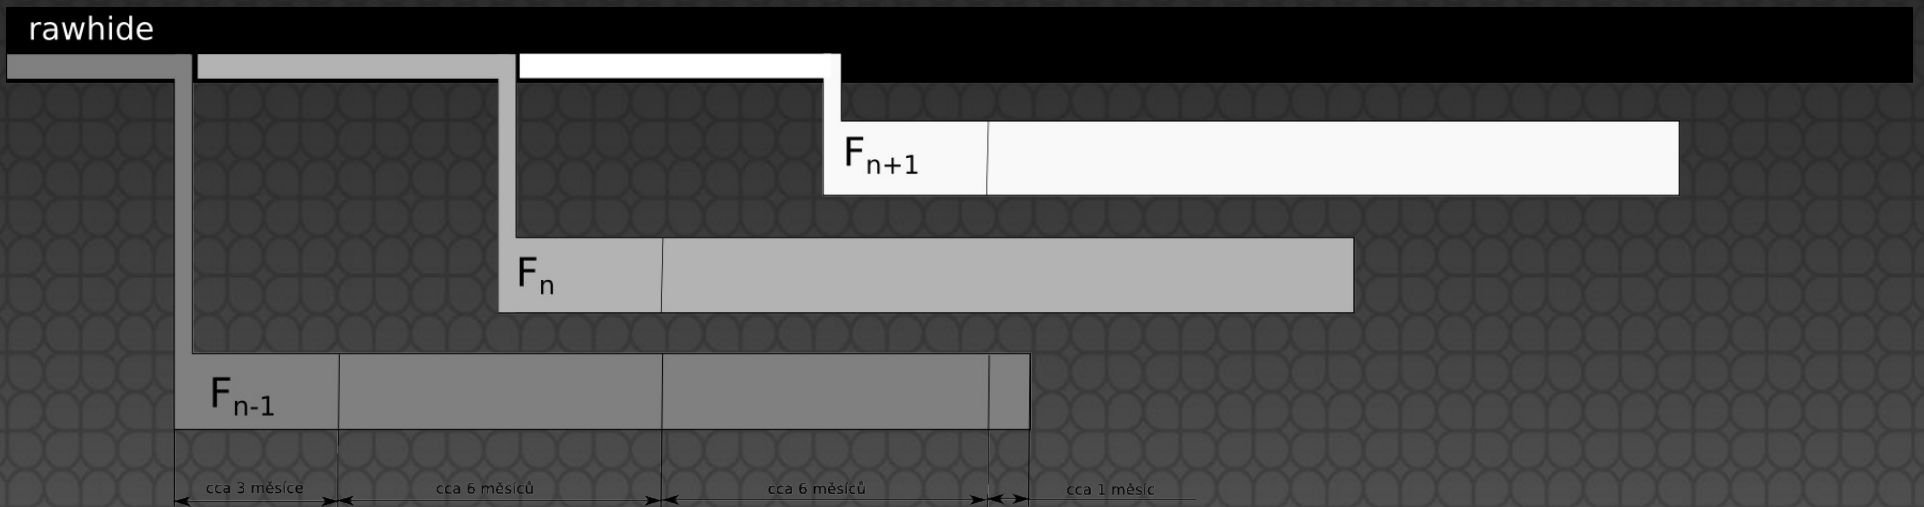 rawhide
Fn+1
Fn
Fn-1
cca 3 měsíce
cca 6 měsíců
cca 6 měsíců
cca 1 měsíc